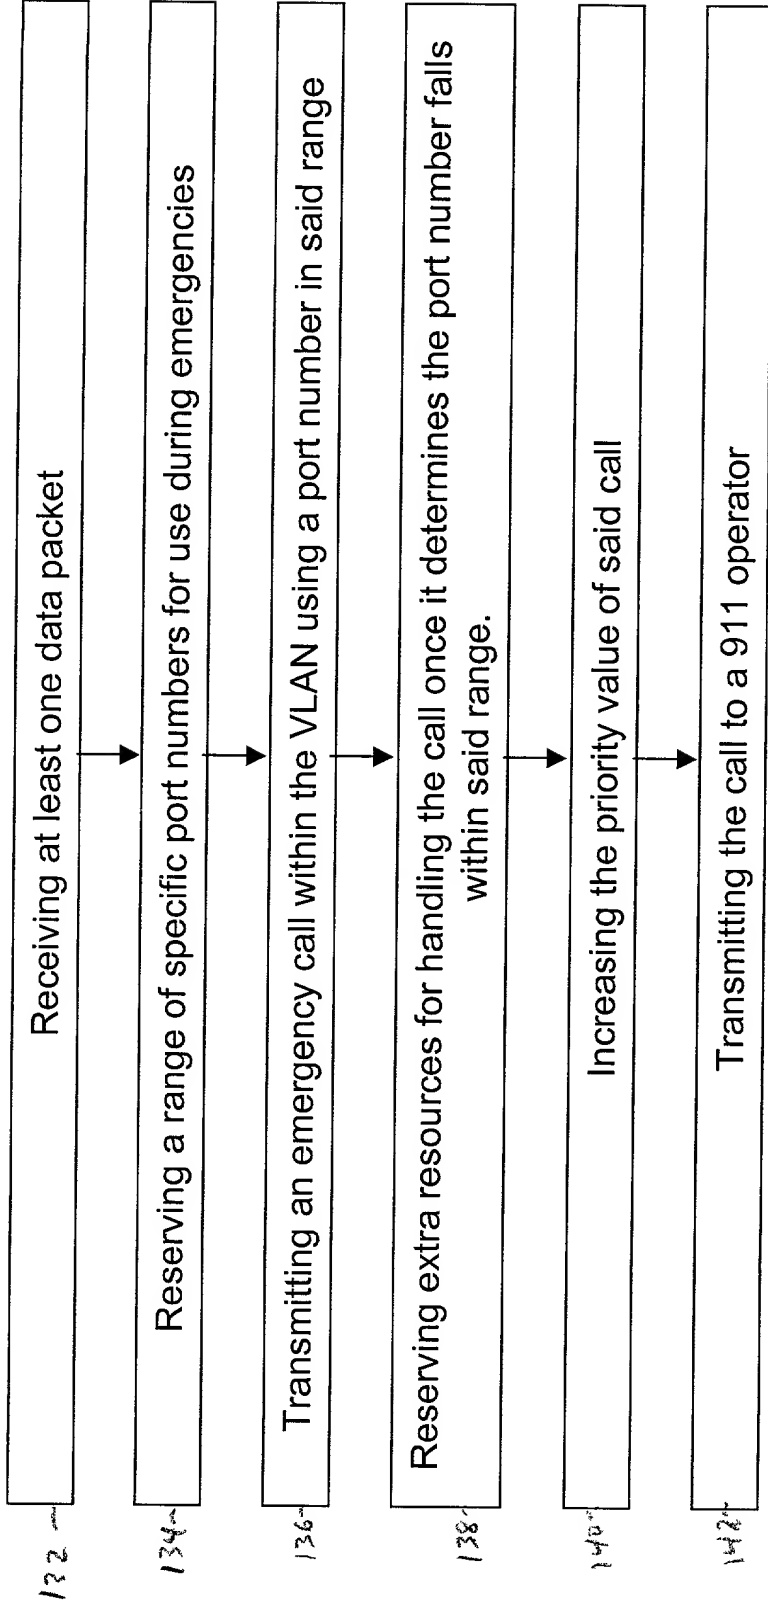 132
Receiving at least one data packet
134
Reserving a range of specific port numbers for use during emergencies
136
Transmitting an emergency call within the VLAN using a port number in said range
138
Reserving extra resources for handling the call once it determines the port number falls
within said range.
140
Increasing the priority value of said call
142
Transmitting the call to a 911 operator